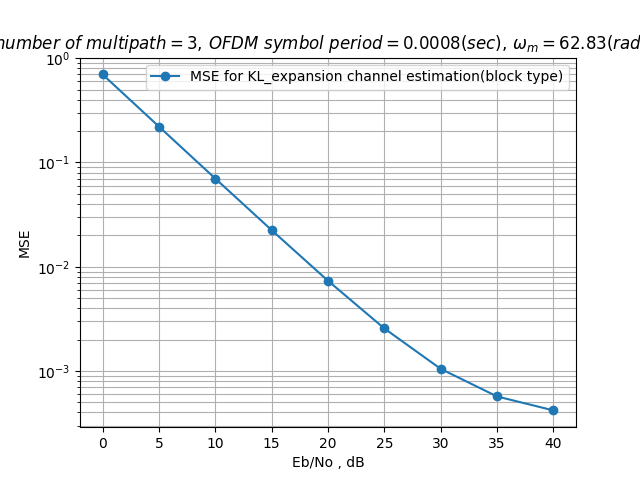 number of multipath = 3, OFDM symbol period = 0.0008(sec), ω_m = 62.83(rad
MSE for KL_expansion channel estimation(block type)
10^0
10^−1
10^−2
10^−3
MSE
0 5 10 15 20 25 30 35 40
Eb/No , dB